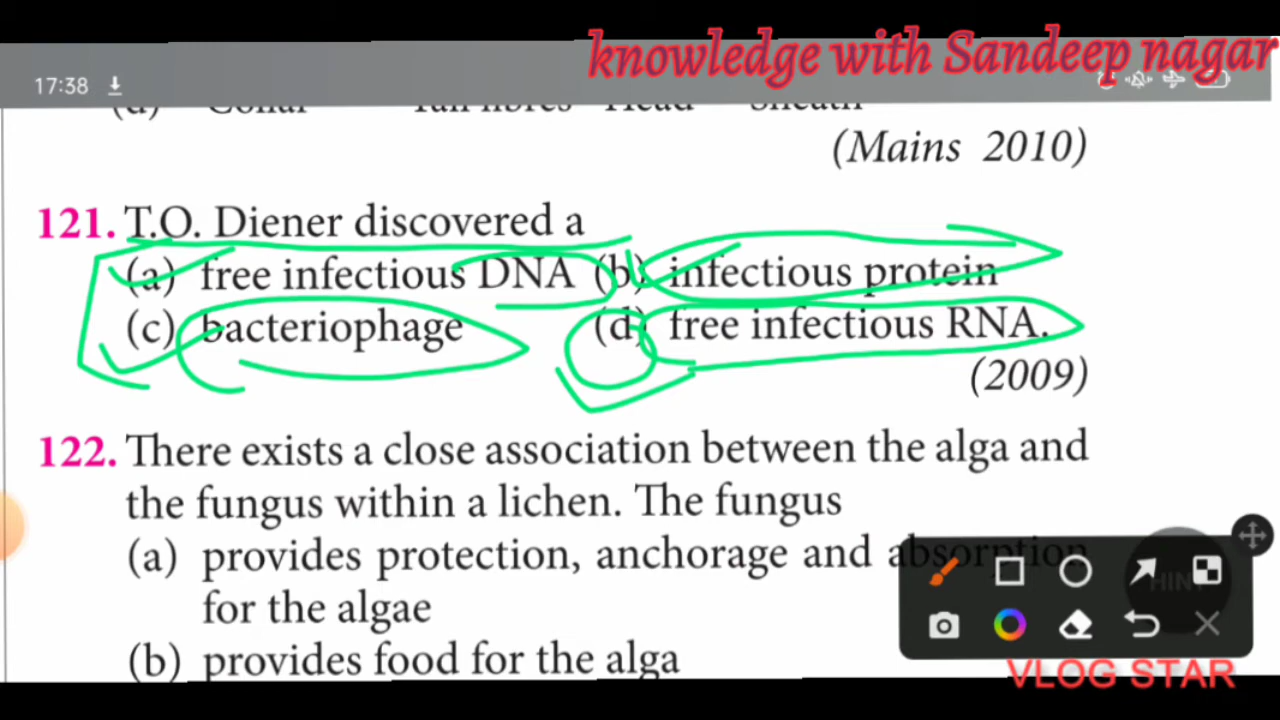 knowledge with Sandeep nagar
17:38
(Mains 2010)
121. T.O. Diener discovered a
(a) free infectious DNA (b) infectious protein
(c) bacteriophage (d) free infectious RNA.
(2009)
122. There exists a close association between the alga and
the fungus within a lichen. The fungus
(a) provides protection, anchorage and absorption
for the algae
(b) provides food for the alga
VLOG STAR